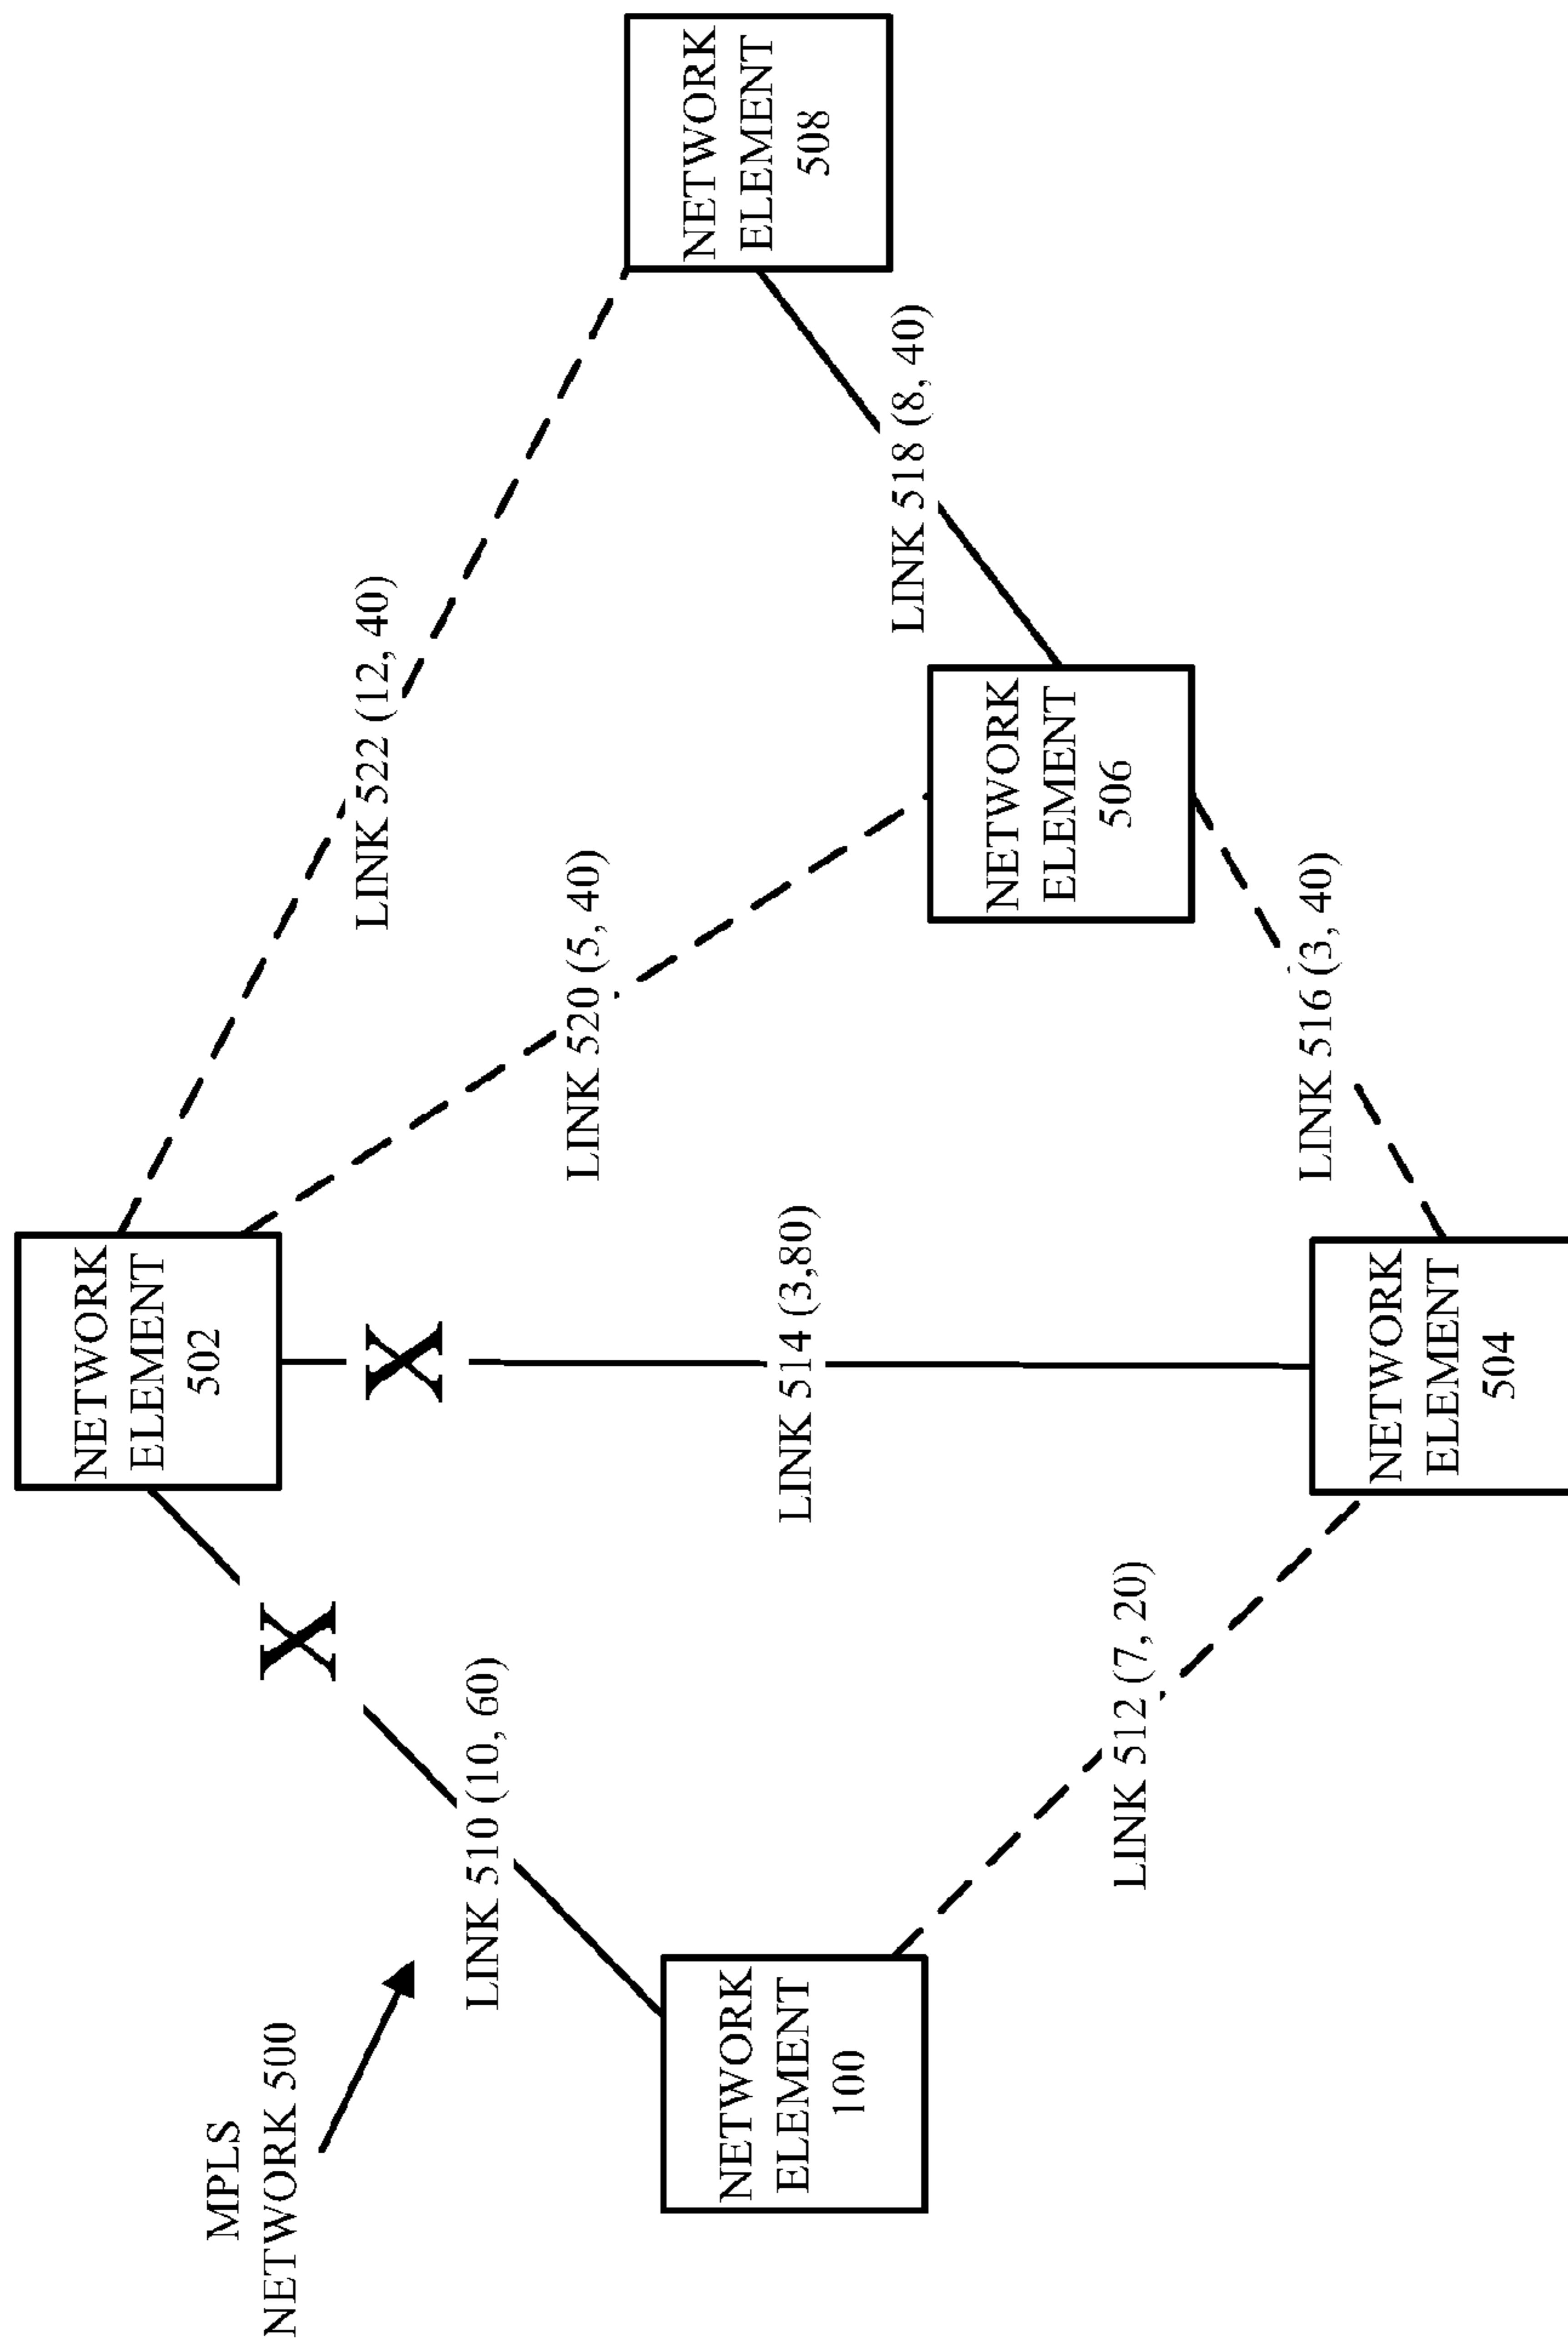 MPLS
NETWORK 500
NETWORK
ELEMENT
100
LINK 510 (10, 60)
LINK 512 (7, 20)
NETWORK
ELEMENT
502
LINK 514 (3,80)
NETWORK
ELEMENT
504
X
X
LINK 522 (12, 40)
LINK 520 (5, 40)
LINK 516 (3, 40)
NETWORK
ELEMENT
506
LINK 518 (8, 40)
NETWORK
ELEMENT
508